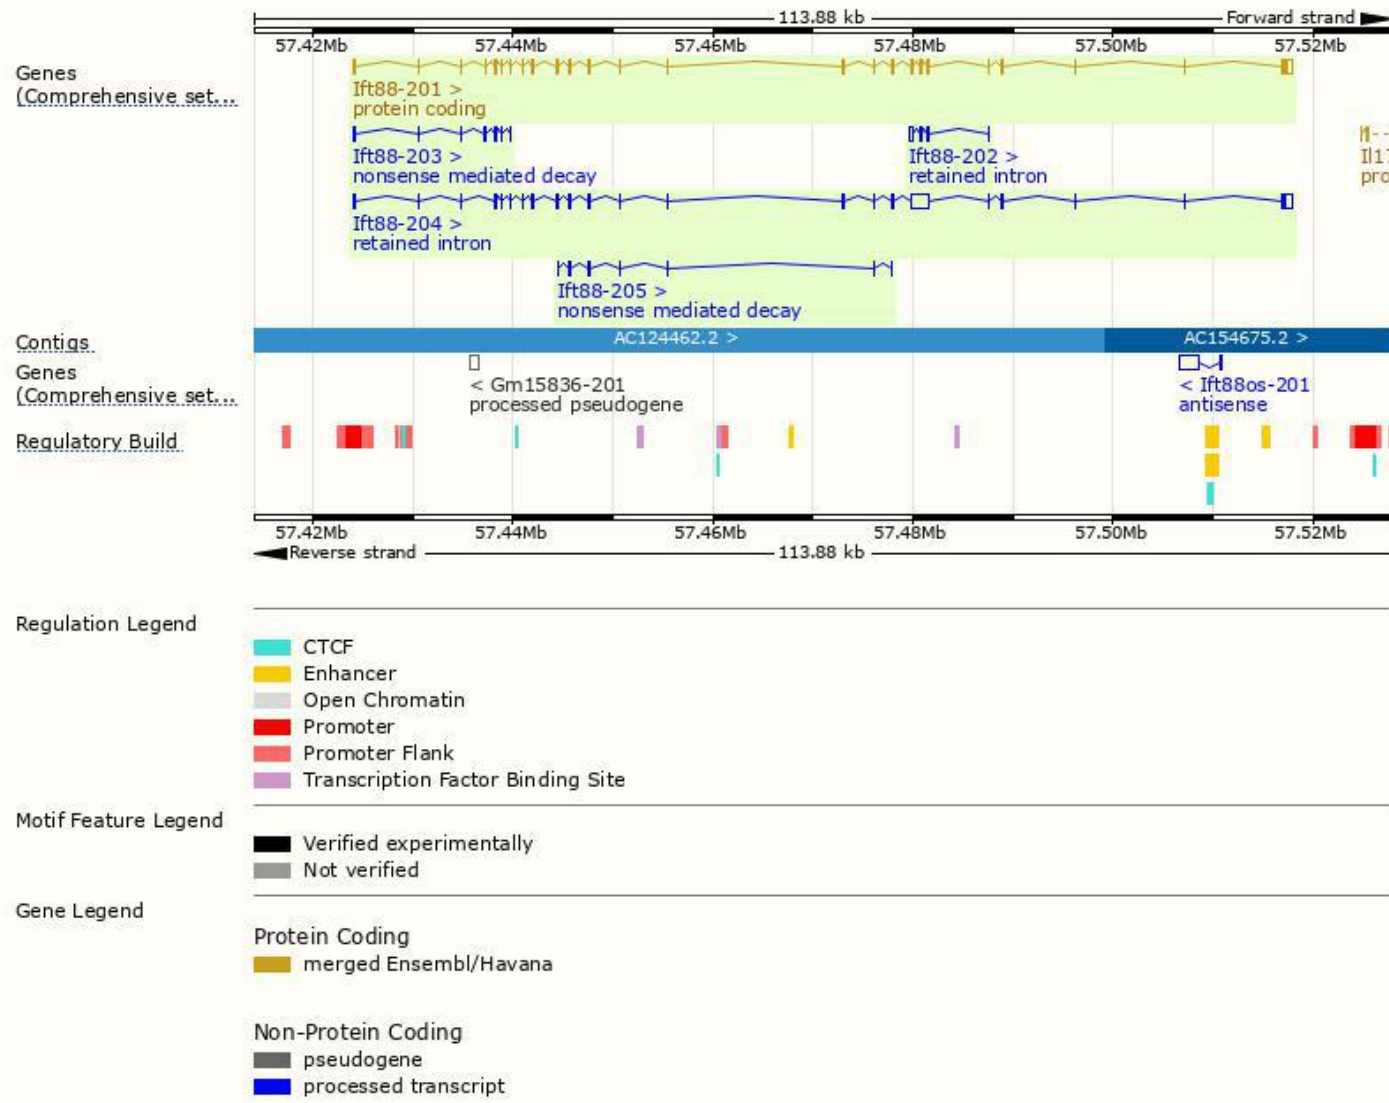 113.88 kb Forward strand
57.42Mb 57.44Mb 57.46Mb 57.48Mb 57.50Mb 57.52Mb
Genes
(Comprehensive set...
Ift88-201 >
protein coding
Ift88-203 > Ift88-202 > Il17
nonsense mediated decay retained intron pro
Ift88-204 >
retained intron
Ift88-205 >
nonsense mediated decay
Contigs AC124462.2 > AC154675.2 >
Genes
(Comprehensive set...
< Gm15836-201 < Ift88os-201
processed pseudogene antisense
Regulatory Build
57.42Mb 57.44Mb 57.46Mb 57.48Mb 57.50Mb 57.52Mb
Reverse strand 113.88 kb
Regulation Legend
CTCF
Enhancer
Open Chromatin
Promoter
Promoter Flank
Transcription Factor Binding Site
Motif Feature Legend
Verified experimentally
Not verified
Gene Legend
Protein Coding
merged Ensembl/Havana
Non-Protein Coding
pseudogene
processed transcript